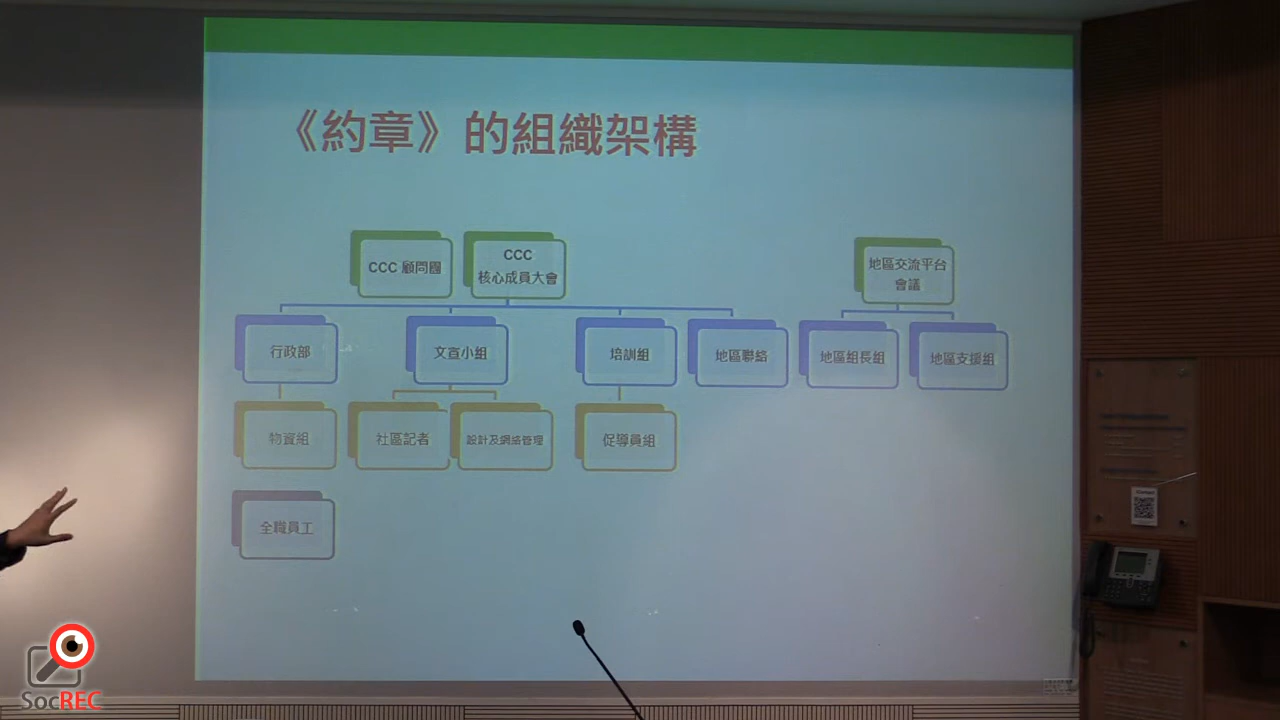 《約章》的組織架構
CCC 顧問團
CCC
核心成員大會
地區交流平台
會議
行政部
文宣小組
培訓組
地區聯絡
地區組長組
地區支援組
物資組
社區記者
設計及網絡管理
促導員組
全職員工
SocREC